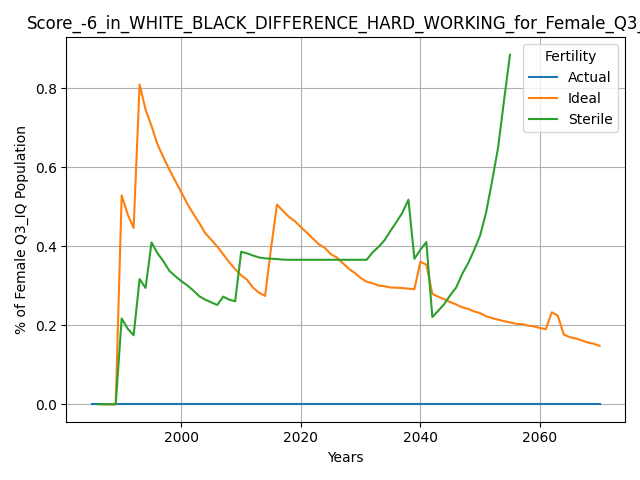 Score_-6_in_WHITE_BLACK_DIFFERENCE_HARD_WORKING_for_Female_Q3_
Fertility
Actual
Ideal
Sterile
% of Female Q3_IQ Population
0.8
0.6
0.4
0.2
0.0
2000 2020 2040 2060
Years